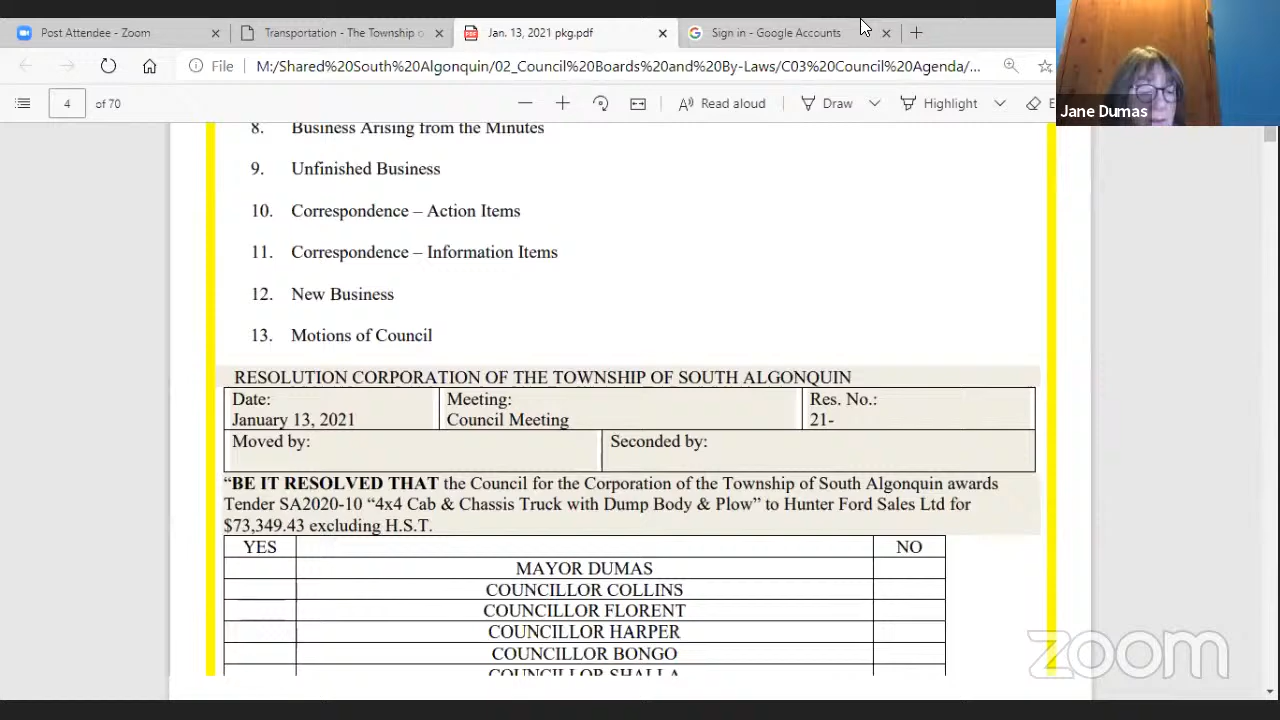 Post Attendee - Zoom
Transportation - The Township o
Jan. 13, 2021 pkg.pdf
Sign in - Google Accounts
File
M:/Shared%20South%20Algonquin/02_Council%20Boards%20and%20By-Laws/C03%20Council%20Agenda/...
4 of 70
Read aloud
Draw
Highlight
E
Jane Dumas
8. Business Arising from the Minutes
9. Unfinished Business
10. Correspondence – Action Items
11. Correspondence – Information Items
12. New Business
13. Motions of Council
RESOLUTION CORPORATION OF THE TOWNSHIP OF SOUTH ALGONQUIN
Date: Meeting: Res. No.:
January 13, 2021 Council Meeting 21-
Moved by: Seconded by:
“BE IT RESOLVED THAT the Council for the Corporation of the Township of South Algonquin awards
Tender SA2020-10 “4x4 Cab & Chassis Truck with Dump Body & Plow” to Hunter Ford Sales Ltd for
$73,349.43 excluding H.S.T.
YES NO
MAYOR DUMAS
COUNCILLOR COLLINS
COUNCILLOR FLORENT
COUNCILLOR HARPER
COUNCILLOR BONGO
COUNCILLOR SHALLA
zoom